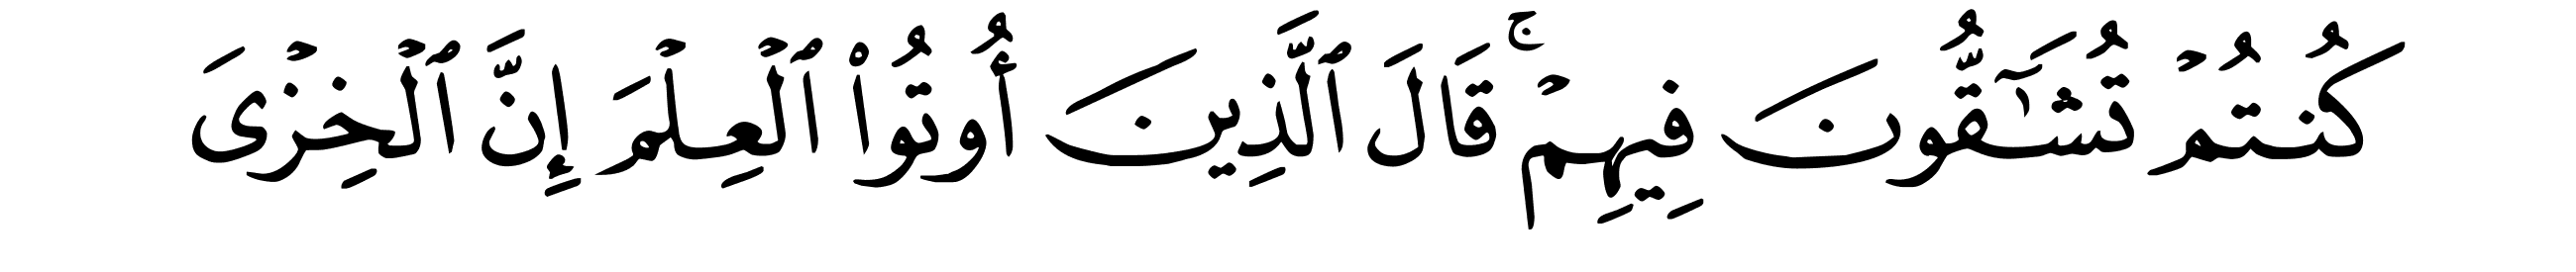 كُنتُمْ تُشَـٰٓقُّونَ فِيهِمْ ۚ قَالَ ٱلَّذِينَ أُوتُوا۟ ٱلْعِلْمَ إِنَّ ٱلْخِزْىَ